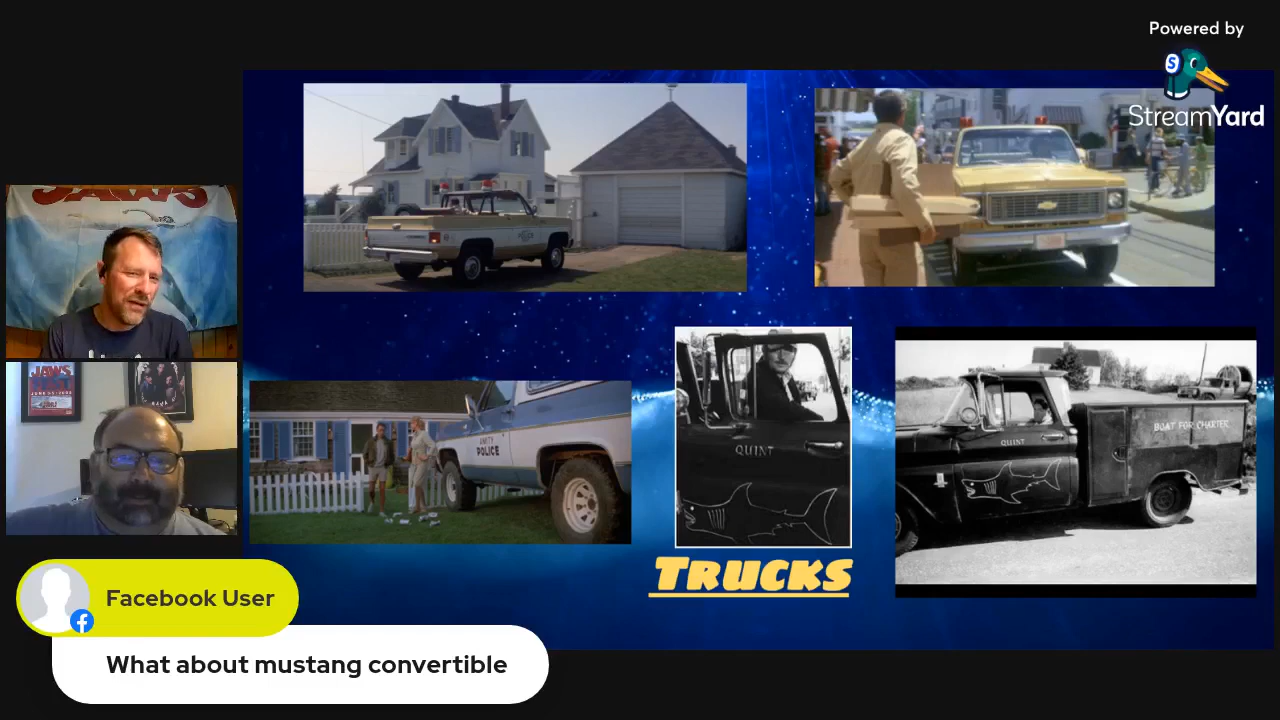 Powered by
StreamYard
JAWS
JAWS
FEST
AMITY
POLICE
QUINT
QUINT
BOAT FOR CHARTER
TRUCKS
Facebook User
What about mustang convertible